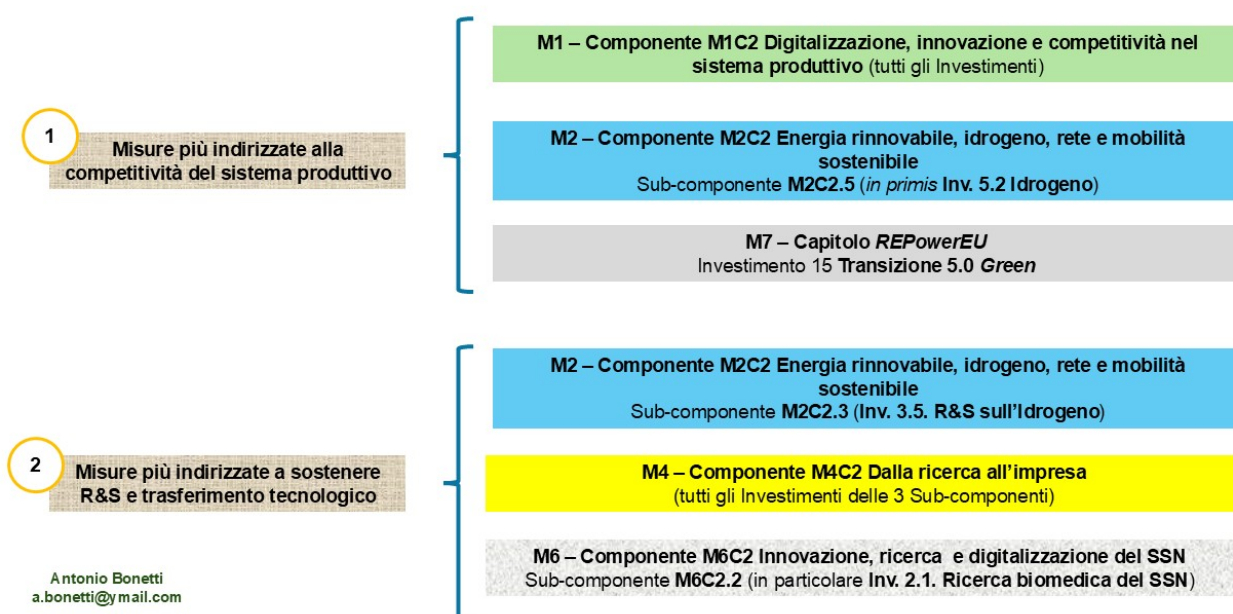 1
Misure più indirizzate alla
competitività del sistema produttivo
M1 – Componente M1C2 Digitalizzazione, innovazione e competitività nel
sistema produttivo (tutti gli Investimenti)
M2 – Componente M2C2 Energia rinnovabile, idrogeno, rete e mobilità
sostenibile
Sub-componente M2C2.5 (in primis Inv. 5.2 Idrogeno)
M7 – Capitolo REPowerEU
Investimento 15 Transizione 5.0 Green
2
Misure più indirizzate a sostenere
R&S e trasferimento tecnologico
M2 – Componente M2C2 Energia rinnovabile, idrogeno, rete e mobilità
sostenibile
Sub-componente M2C2.3 (Inv. 3.5. R&S sull'Idrogeno)
M4 – Componente M4C2 Dalla ricerca all'impresa
(tutti gli Investimenti delle 3 Sub-componenti)
M6 – Componente M6C2 Innovazione, ricerca e digitalizzazione del SSN
Sub-componente M6C2.2 (in particolare Inv. 2.1. Ricerca biomedica del SSN)
Antonio Bonetti
a.bonetti@ymail.com